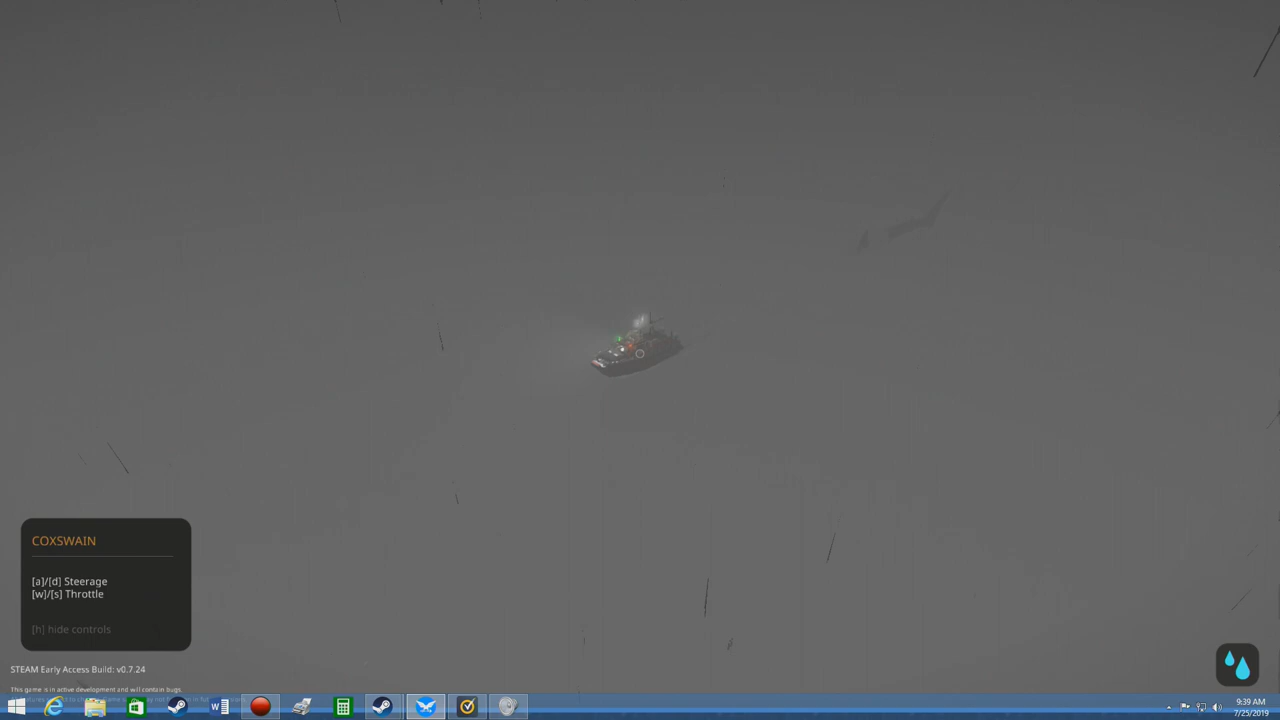 COXSWAIN
[a]/[d] Steerage
[w]/[s] Throttle
[h] hide controls
STEAM Early Access Build: v0.7.24
This game is in active development and will contain bugs.
9:39 AM
7/25/2019